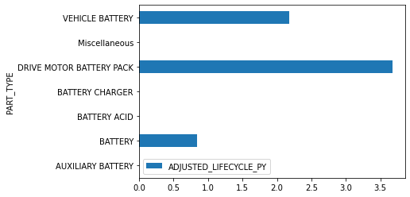 VEHICLE BATTERY
Miscellaneous
DRIVE MOTOR BATTERY PACK
BATTERY CHARGER
BATTERY ACID
BATTERY
AUXILIARY BATTERY
PART_TYPE
ADJUSTED_LIFECYCLE_PY
0.0 0.5 1.0 1.5 2.0 2.5 3.0 3.5